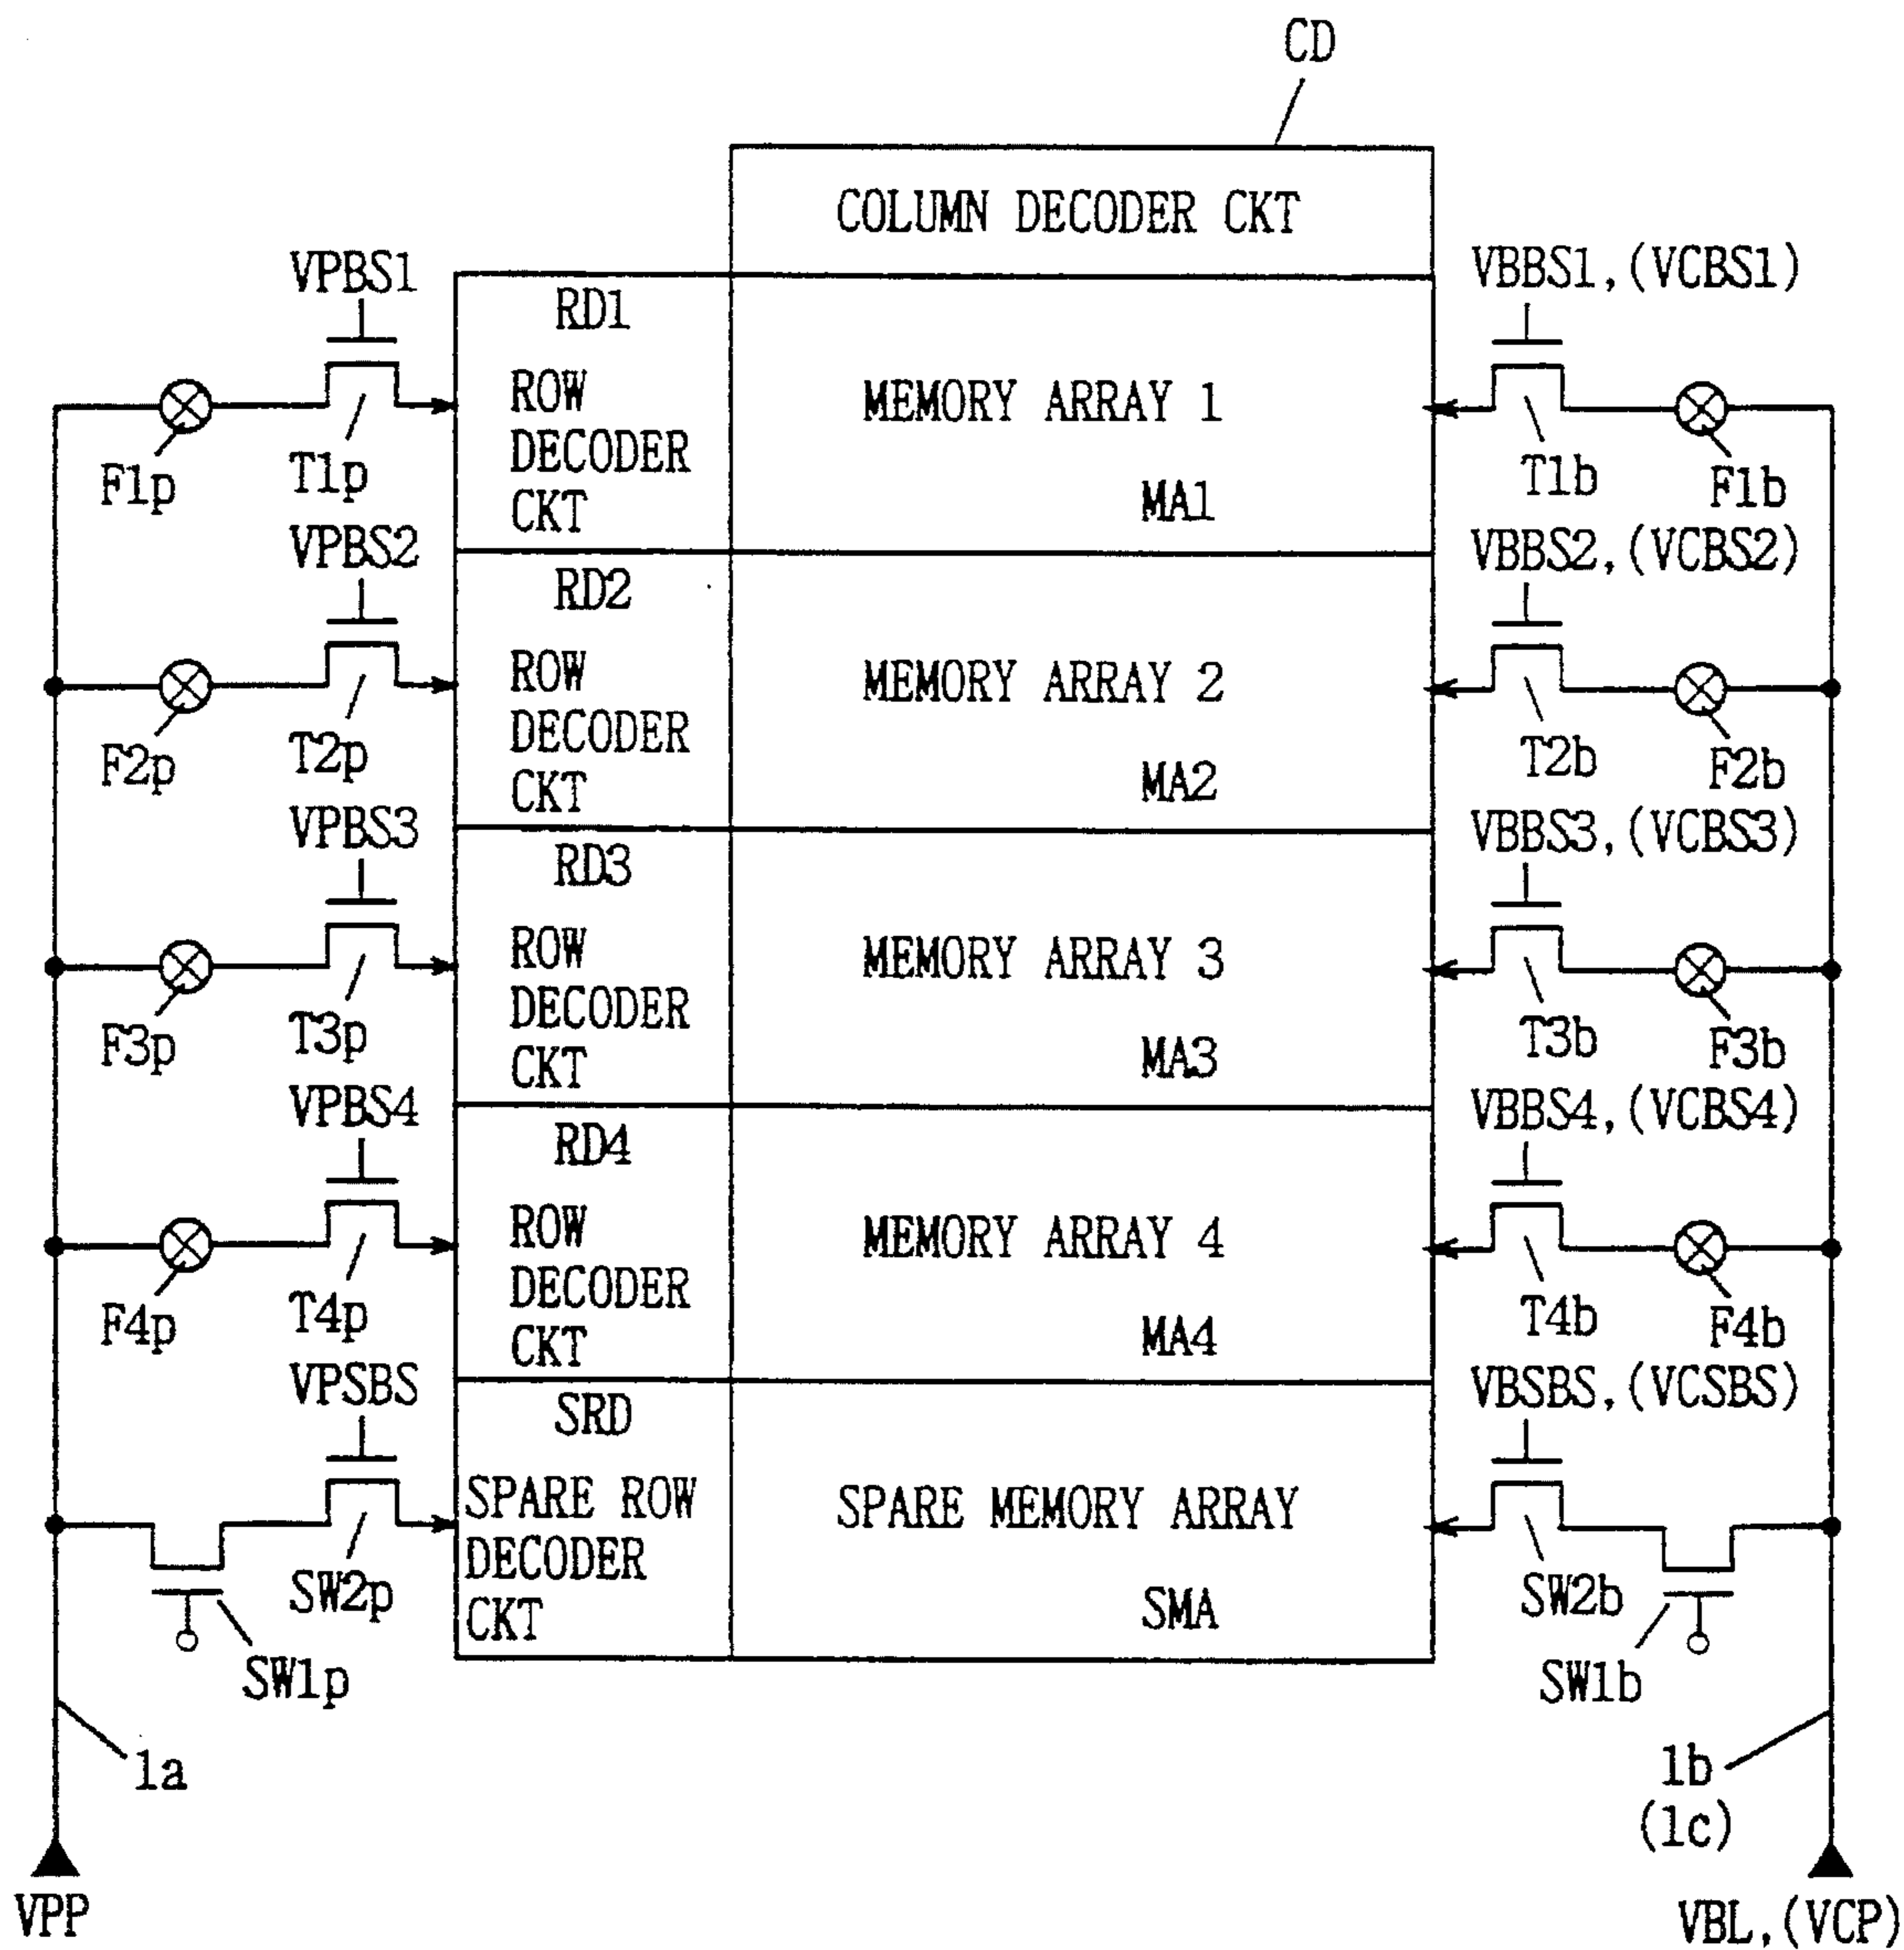 CD
COLUMN DECODER CKT
VPBS1
RD1
ROW
DECODER
CKT
MEMORY ARRAY 1
MA1
VBBS1,(VCBS1)
F1p
T1p
T1b
F1b
VPBS2
RD2
ROW
DECODER
CKT
MEMORY ARRAY 2
MA2
VBBS2,(VCBS2)
F2p
T2p
T2b
F2b
VPBS3
RD3
ROW
DECODER
CKT
MEMORY ARRAY 3
MA3
VBBS3,(VCBS3)
F3p
T3p
T3b
F3b
VPBS4
RD4
ROW
DECODER
CKT
MEMORY ARRAY 4
MA4
VBBS4,(VCBS4)
F4p
T4p
T4b
F4b
VPSBS
SRD
SPARE ROW
DECODER
CKT
SPARE MEMORY ARRAY
SMA
VBSBS,(VCSBS)
SW2p
SW1p
SW2b
SW1b
1a
1b
(1c)
VPP
VBL,(VCP)